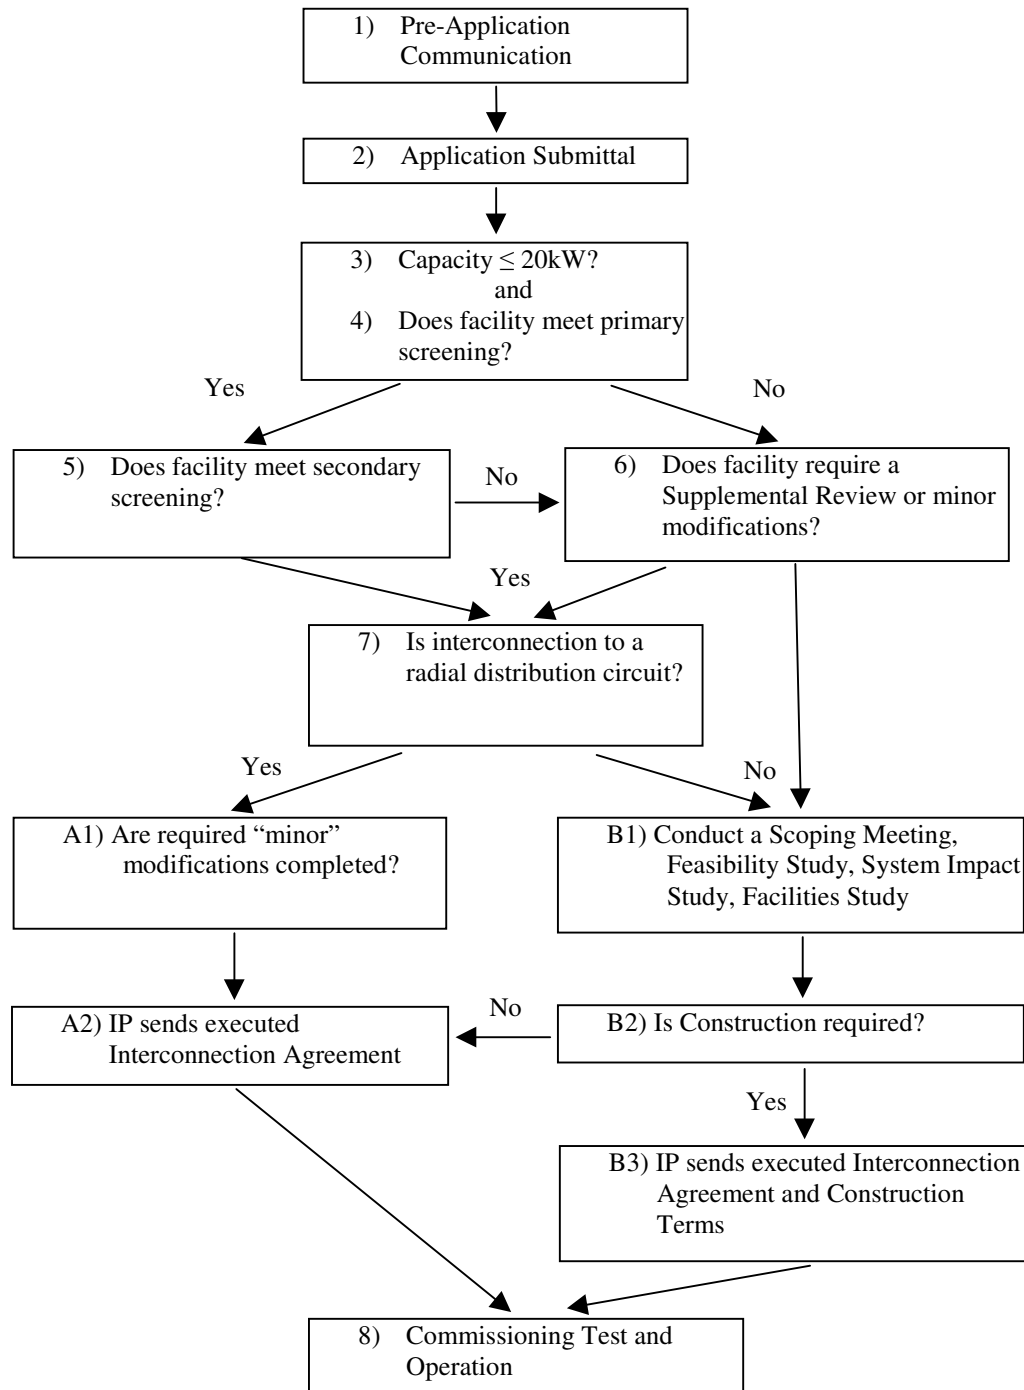 1) Pre-Application
Communication
2) Application Submittal
3) Capacity ≤ 20kW?
and
4) Does facility meet primary
screening?
Yes
No
5) Does facility meet secondary
screening?
No
6) Does facility require a
Supplemental Review or minor
modifications?
Yes
7) Is interconnection to a
radial distribution circuit?
Yes
No
A1) Are required “minor”
modifications completed?
B1) Conduct a Scoping Meeting,
Feasibility Study, System Impact
Study, Facilities Study
A2) IP sends executed
Interconnection Agreement
No
B2) Is Construction required?
Yes
B3) IP sends executed Interconnection
Agreement and Construction
Terms
8) Commissioning Test and
Operation